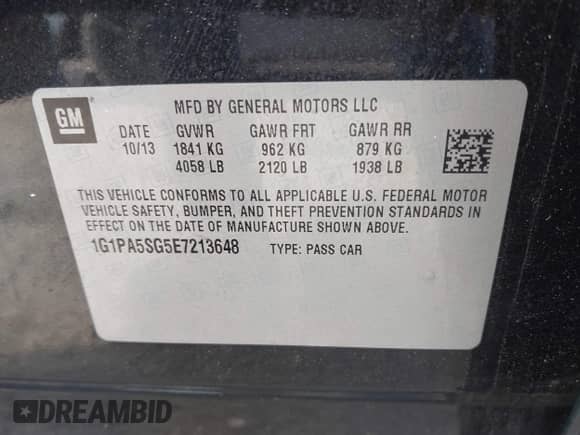 GM
MFD BY GENERAL MOTORS LLC
DATE GVWR GAWR FRT GAWR RR
10/13 1841 KG 962 KG 879 KG
4058 LB 2120 LB 1938 LB
THIS VEHICLE CONFORMS TO ALL APPLICABLE U.S. FEDERAL MOTOR
VEHICLE SAFETY, BUMPER, AND THEFT PREVENTION STANDARDS
IN EFFECT ON THE DATE OF MANUFACTURE SHOWN ABOVE.
1G1PA5SG5E7213648 TYPE: PASS CAR
DREAMBID